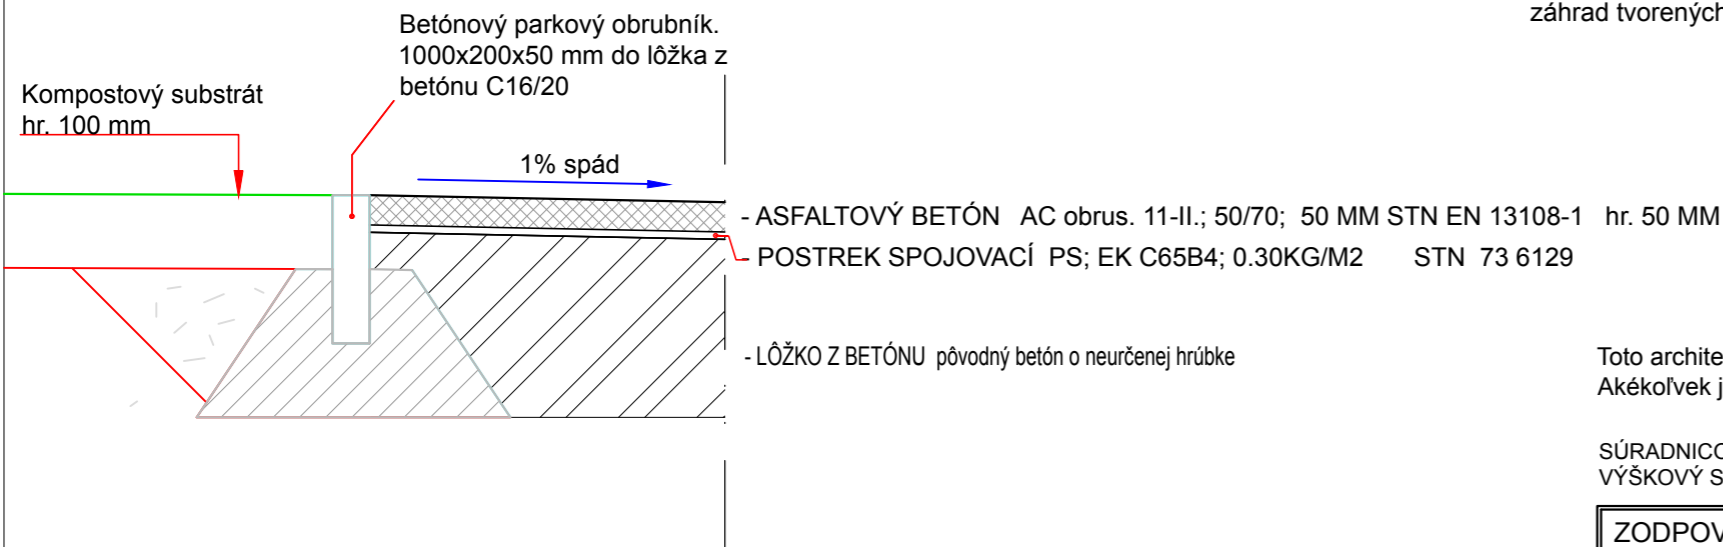 záhrad tvorených
Betónový parkový obrubník.
1000x200x50 mm do lôžka z
betónu C16/20
Kompostový substrát
hr. 100 mm
1% spád
- ASFALTOVÝ BETÓN AC obrus. 11-II.; 50/70; 50 MM STN EN 13108-1 hr. 50 MM
- POSTREK SPOJOVACÍ PS; EK C65B4; 0.30KG/M2 STN 73 6129
- LÔŽKO Z BETÓNU pôvodný betón o neurčenej hrúbke
Toto archite
Akékoľvek j
SÚRADNICO
VÝŠKOVÝ S
ZODPOV